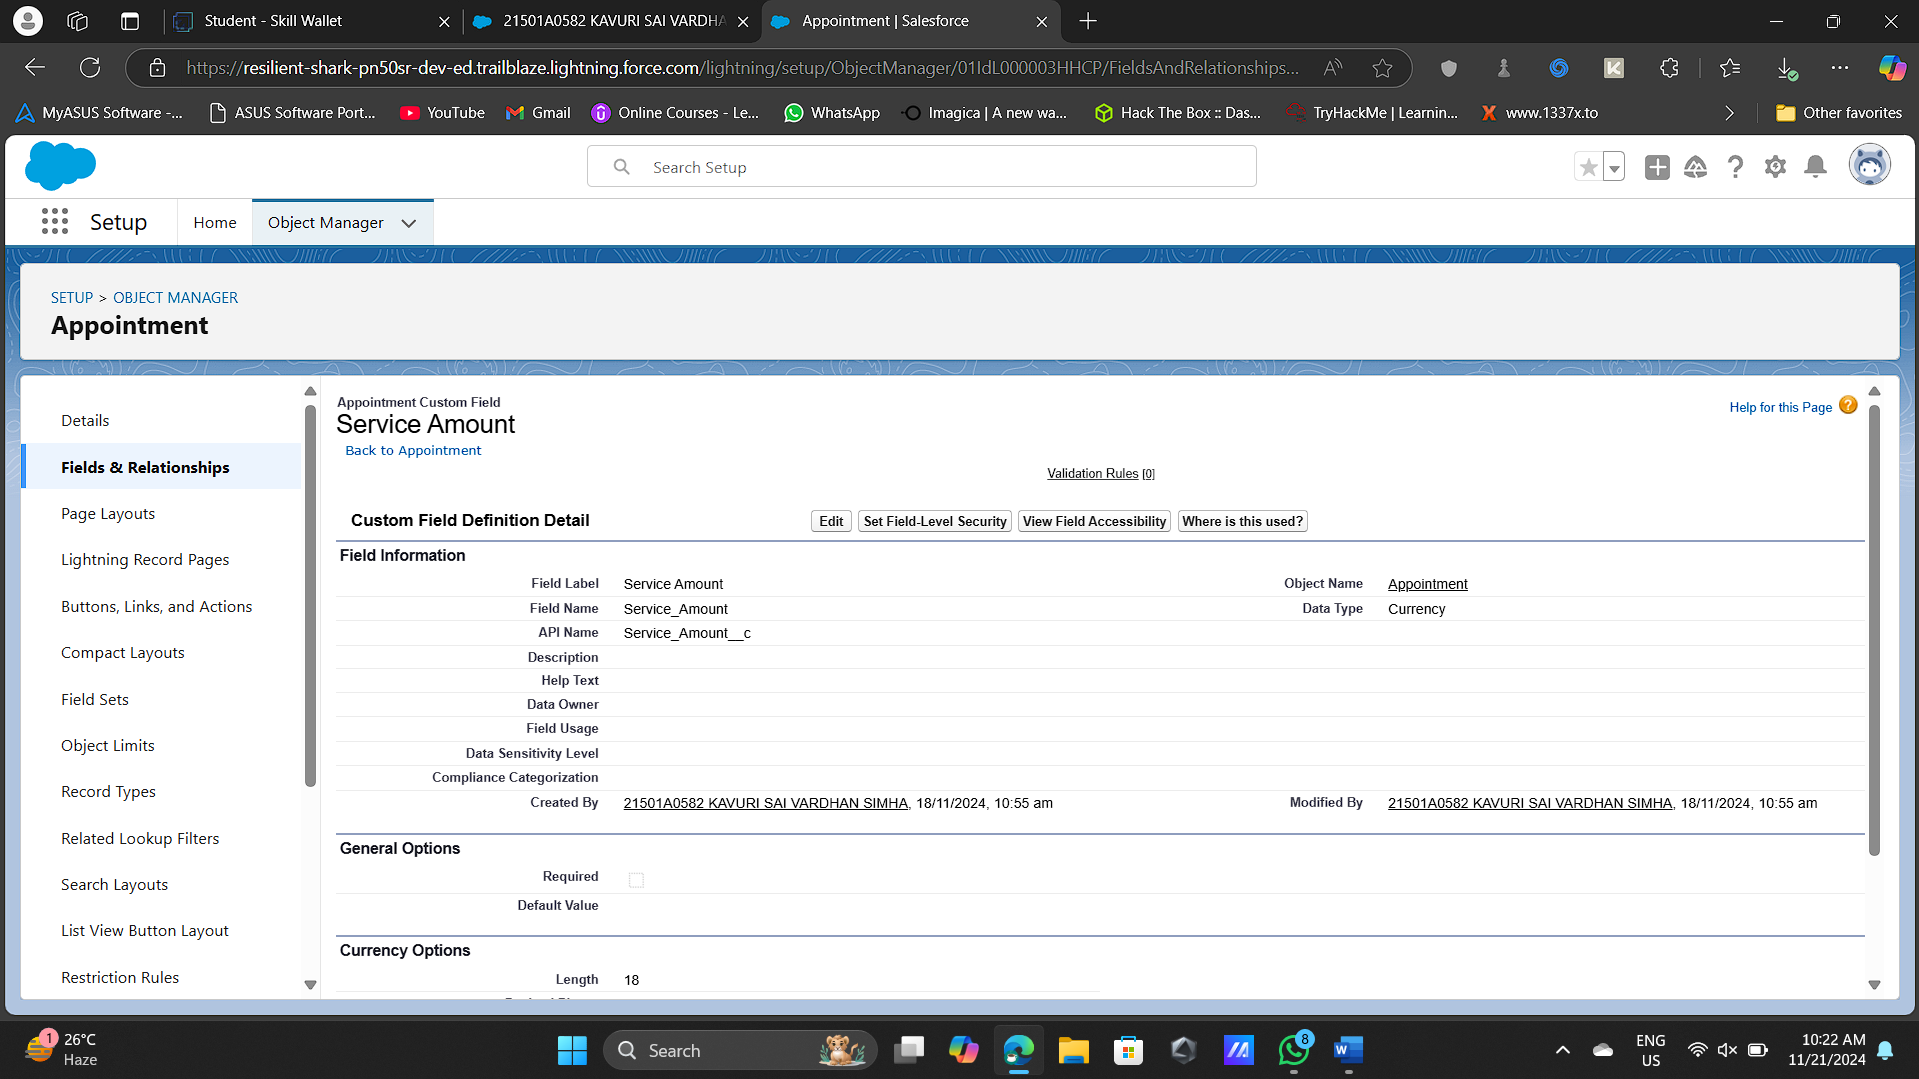 Student - Skill Wallet
21501A0582 KAVURI SAI VARDHA
Appointment | Salesforce
https://resilient-shark-pn50sr-dev-ed.trailblaze.lightning.force.com/lightning/setup/ObjectManager/01IdL000003HHCP/FieldsAndRelationships...
MyASUS Software -...
ASUS Software Port...
YouTube
Gmail
Online Courses - Le...
WhatsApp
Imagica | A new wa...
Hack The Box :: Das...
TryHackMe | Learnin...
www.1337x.to
Other favorites
Search Setup
Setup
Home
Object Manager
SETUP > OBJECT MANAGER
Appointment
Details
Fields & Relationships
Page Layouts
Lightning Record Pages
Buttons, Links, and Actions
Compact Layouts
Field Sets
Object Limits
Record Types
Related Lookup Filters
Search Layouts
List View Button Layout
Restriction Rules
Appointment Custom Field
Service Amount
Back to Appointment
Help for this Page
Validation Rules [0]
Custom Field Definition Detail
Edit
Set Field-Level Security
View Field Accessibility
Where is this used?
Field Information
Field Label Service Amount Object Name Appointment
Field Name Service_Amount Data Type Currency
API Name Service_Amount__c
Description
Help Text
Data Owner
Field Usage
Data Sensitivity Level
Compliance Categorization
Created By 21501A0582 KAVURI SAI VARDHAN SIMHA, 18/11/2024, 10:55 am Modified By 21501A0582 KAVURI SAI VARDHAN SIMHA, 18/11/2024, 10:55 am
General Options
Required
Default Value
Currency Options
Length 18
1
26°C
Haze
Search
8
ENG
US
10:22 AM
11/21/2024